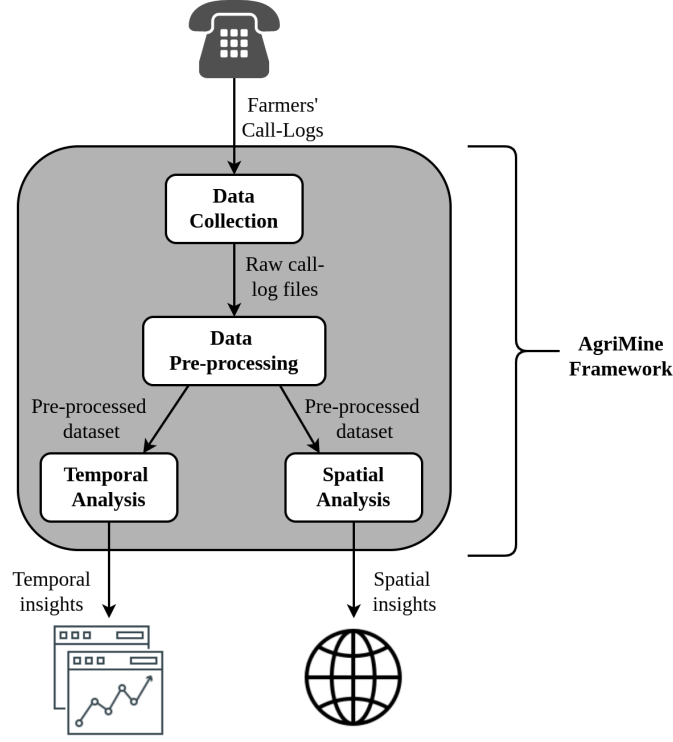 Farmers'
Call-Logs
Data
Collection
Raw call-
log files
Data
Pre-processing
AgriMine
Framework
Pre-processed
dataset
Pre-processed
dataset
Temporal
Analysis
Spatial
Analysis
Temporal
insights
Spatial
insights